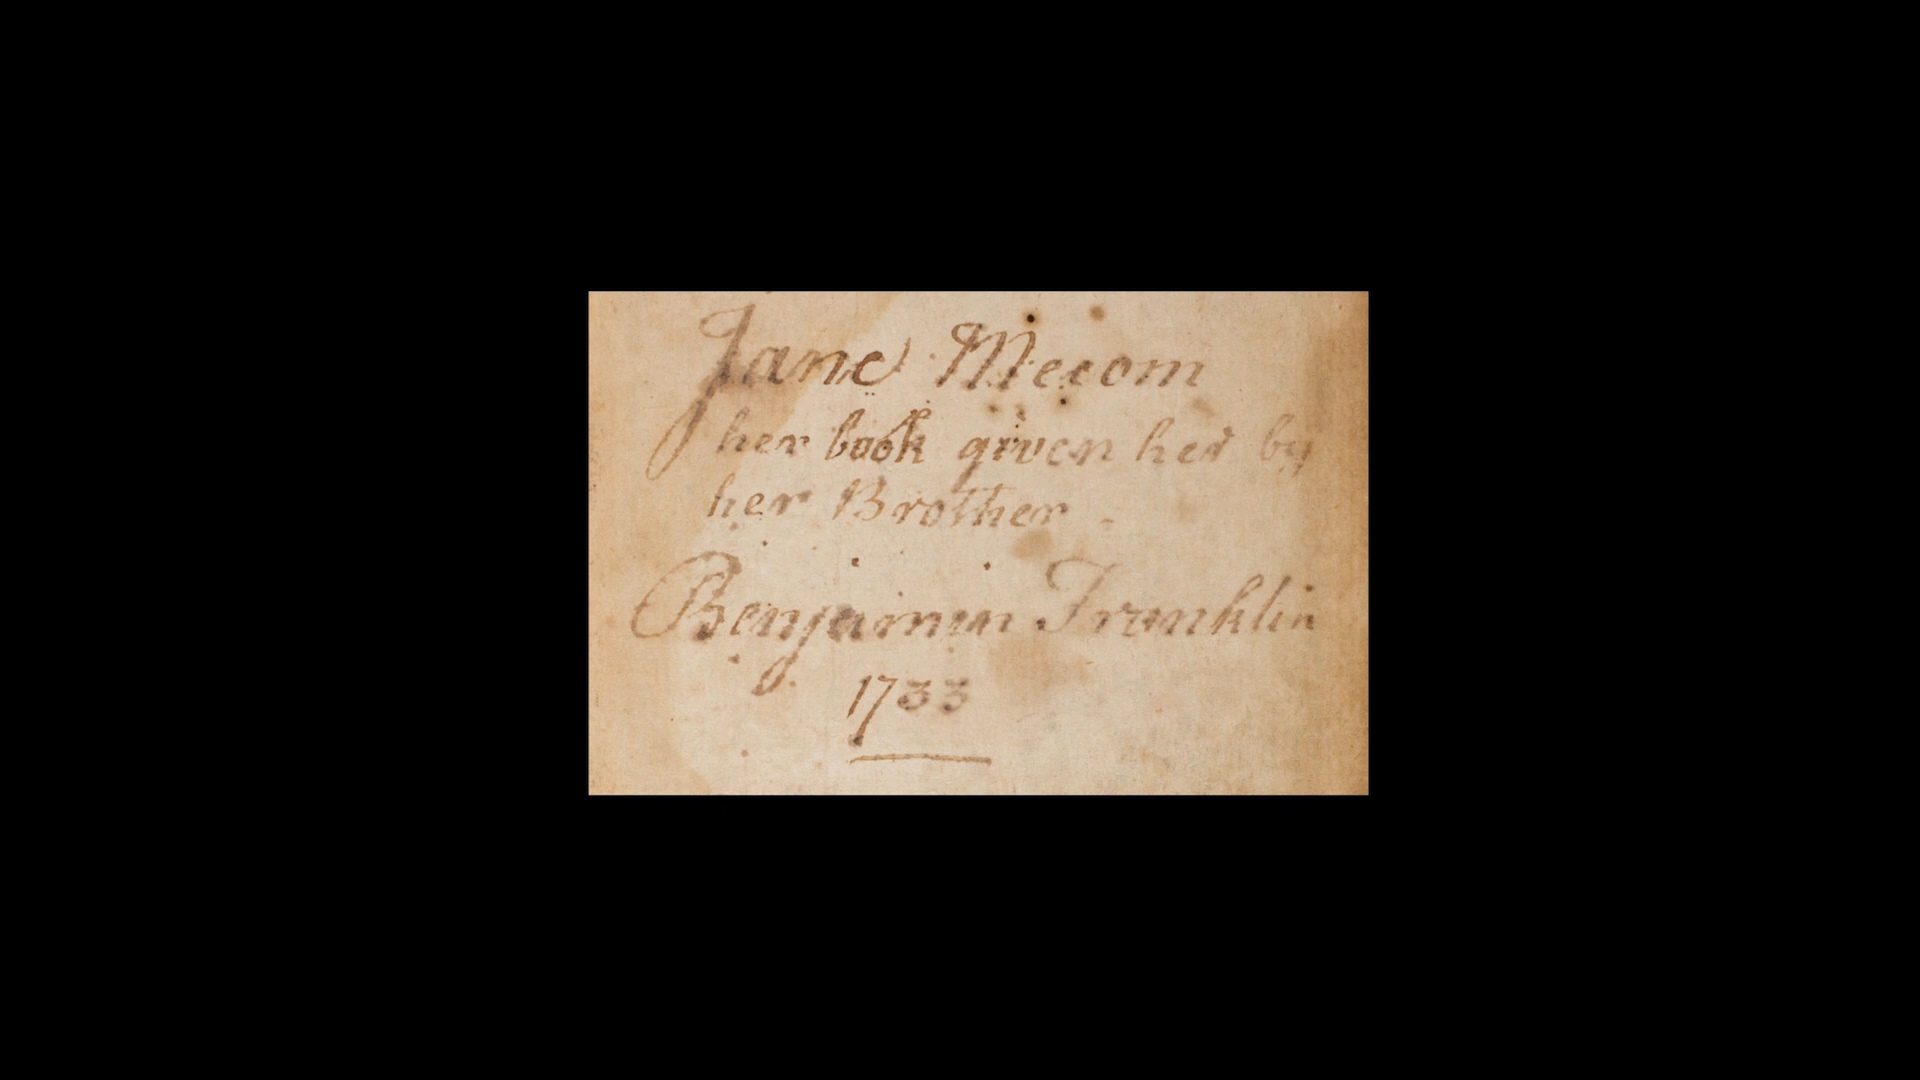 Jane Mecom
her book given her by
her Brother
Benjamin Franklin
1733